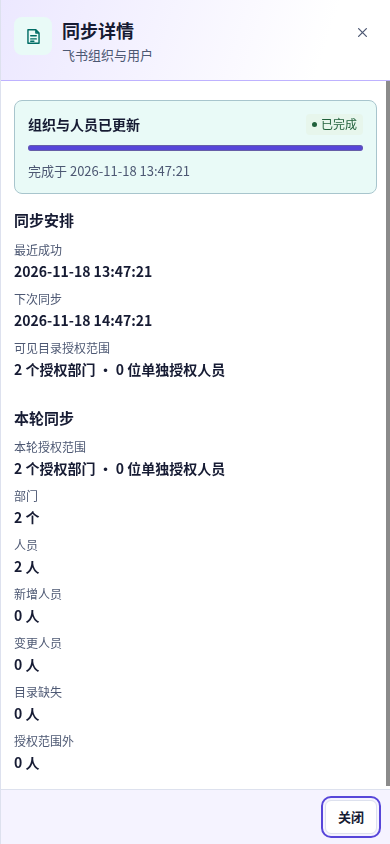 同步详情
飞书组织与用户
组织与人员已更新
已完成
完成于 2026-11-18 13:47:21
同步安排
最近成功
2026-11-18 13:47:21
下次同步
2026-11-18 14:47:21
可见目录授权范围
2 个授权部门 · 0 位单独授权人员
本轮同步
本轮授权范围
2 个授权部门 · 0 位单独授权人员
部门
2 个
人员
2 人
新增人员
0 人
变更人员
0 人
目录缺失
0 人
授权范围外
0 人
关闭